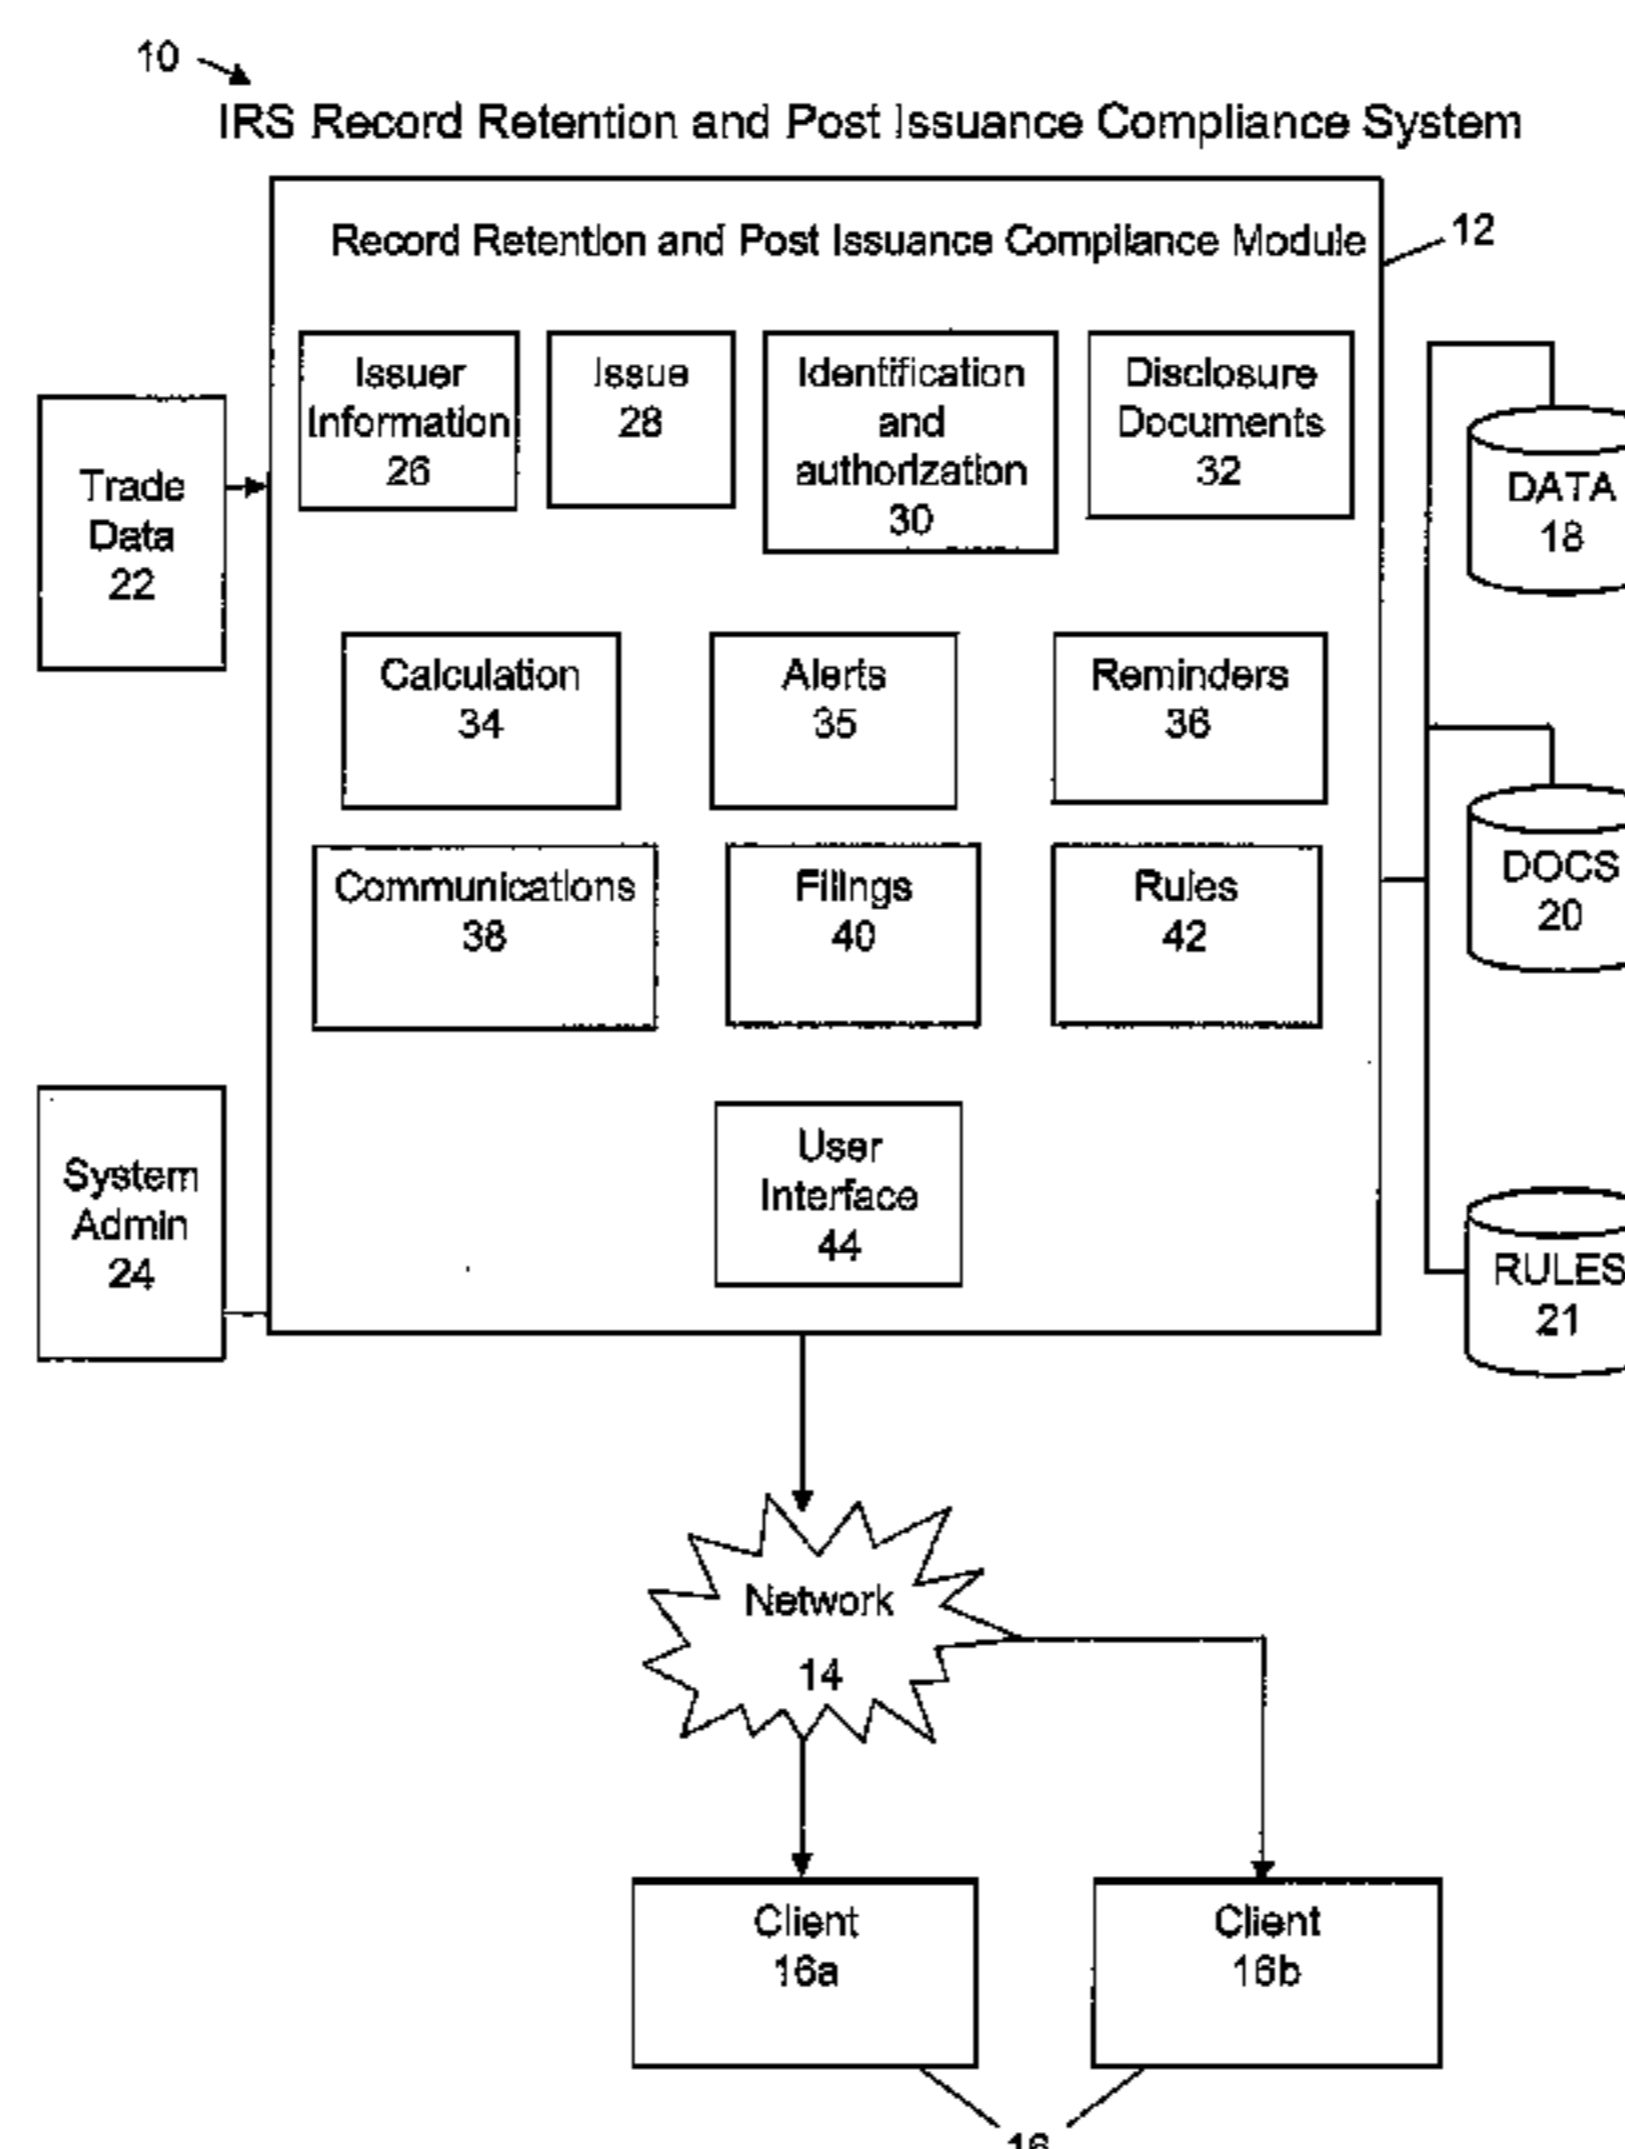 10
IRS Record Retention and Post Issuance Compliance System
Record Retention and Post Issuance Compliance Module
12
Issuer
Information
26
Issue
28
Identification
and
authorization
30
Disclosure
Documents
32
Trade
Data
22
DATA
18
Calculation
34
Alerts
35
Reminders
36
Communications
38
Filings
40
Rules
42
DOCS
20
System
Admin
24
User
Interface
44
RULES
21
Network
14
Client
16a
Client
16b
16